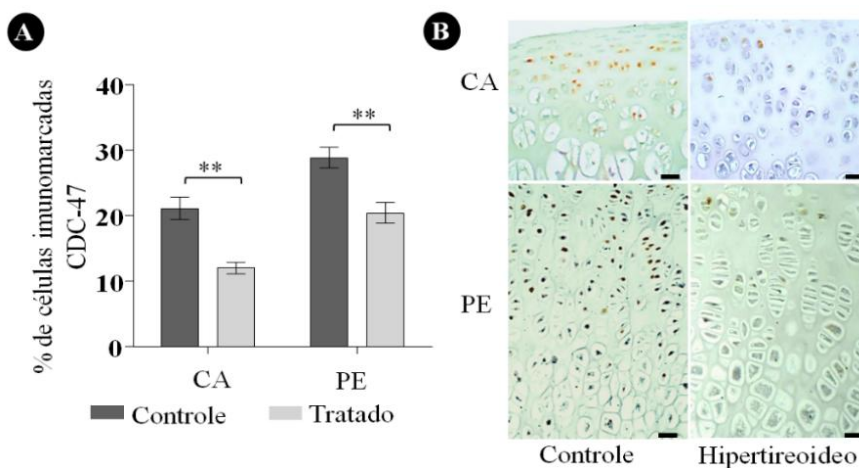 A
% de células imunomarcadas
CDC-47
40
30
20
10
0
**
**
CA
PE
Controle
Tratado
B
CA
PE
Controle
Hipertireoideo